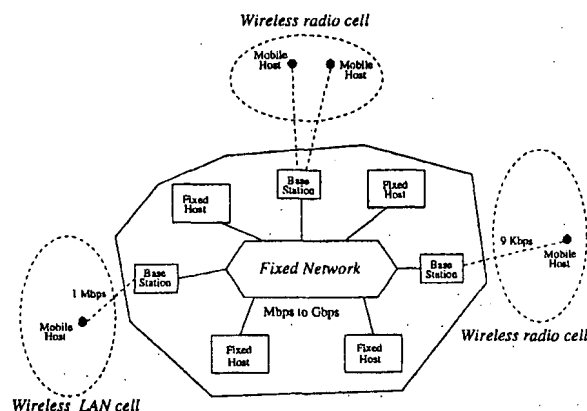 Wireless radio cell
Mobile
Host
Mobile
Host
Base
Station
Fixed
Host
Fixed
Host
9 Kbps
Mobile
Host
Base
Station
Fixed Network
Base
Station
1 Mbps
Mbps to Gbps
Mobile
Host
Fixed
Host
Fixed
Host
Wireless radio cell
Wireless LAN cell